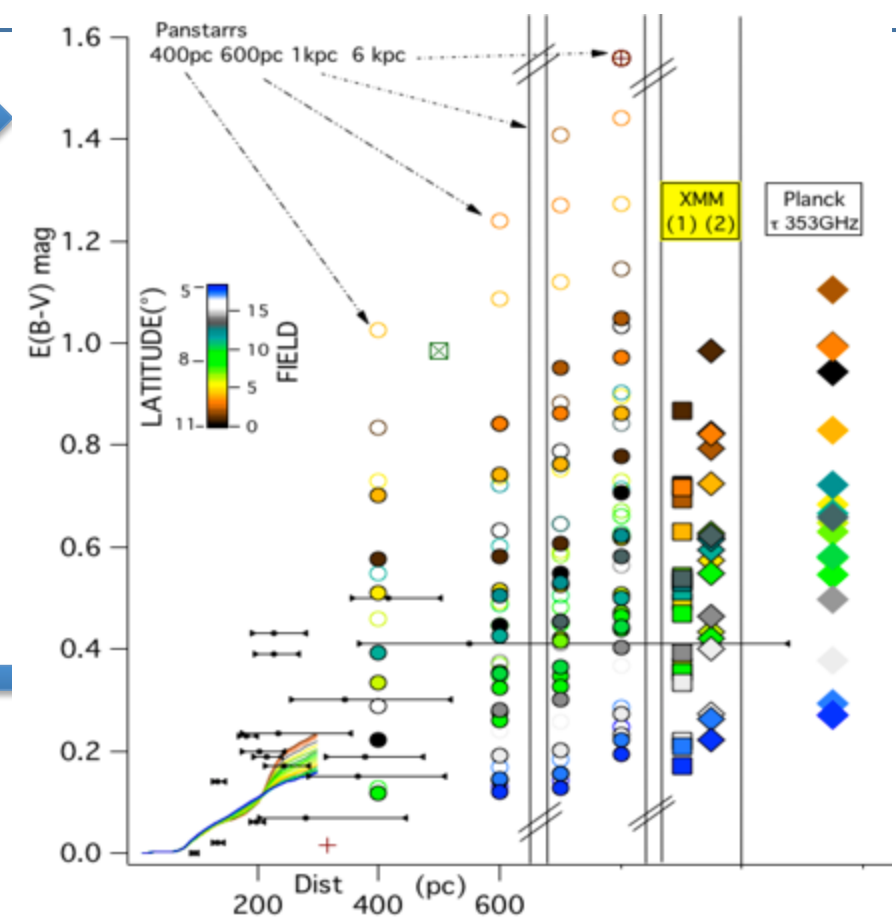 Panstarrs
400pc 600pc 1kpc 6 kpc
1.6
1.4
1.2
1.0
0.8
0.6
0.4
0.2
0.0
E(B-V) mag
XMM
(1) (2)
Planck
τ 353GHz
LATITUDE(°)
5
8
11
15
10
5
0
FIELD
Dist (pc)
200 400 600